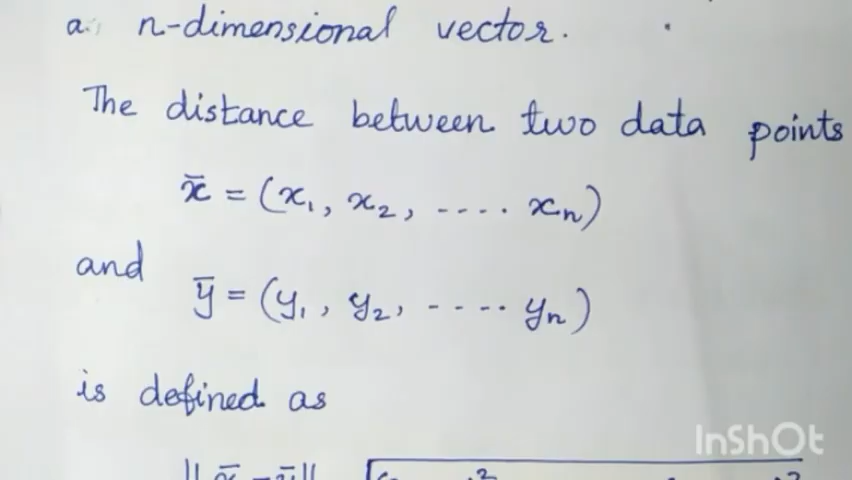 a n-dimensional vector.
The distance between two data points
x̄ = (x₁, x₂, .... xₙ)
and
ȳ = (y₁, y₂, .... yₙ)
is defined as
InShOt